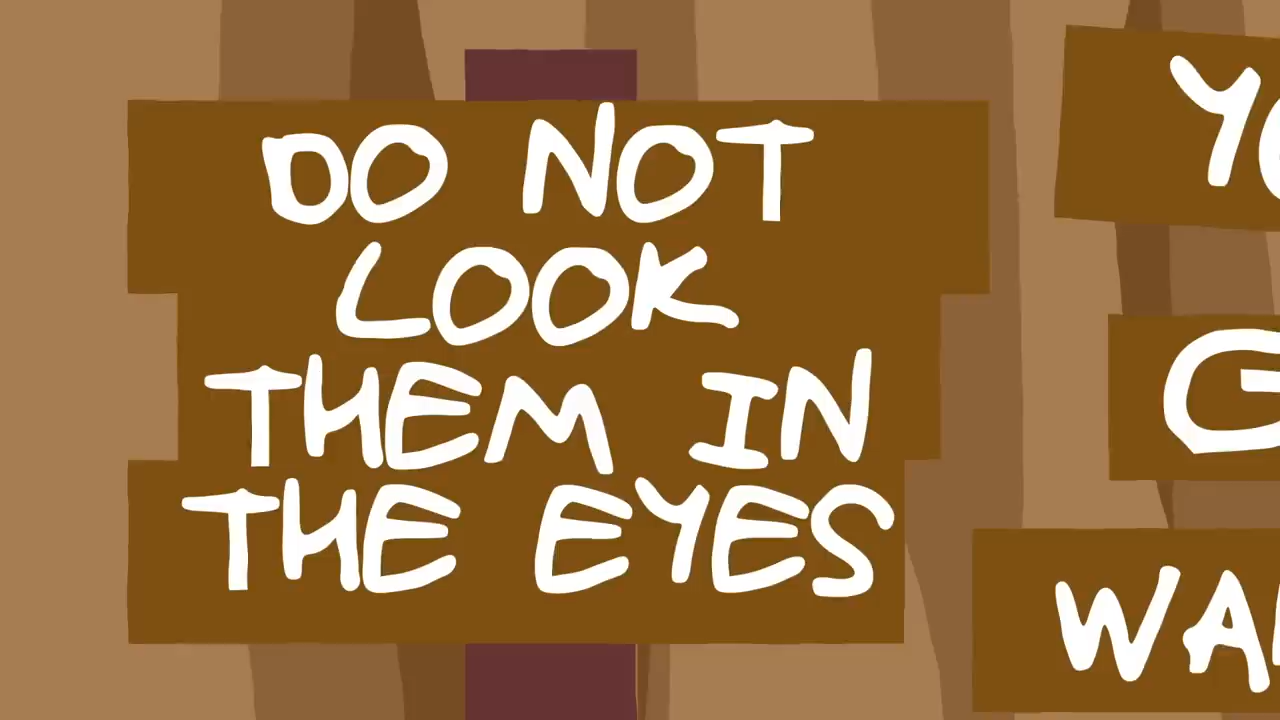 DO NOT
LOOK
THEM IN
THE EYES